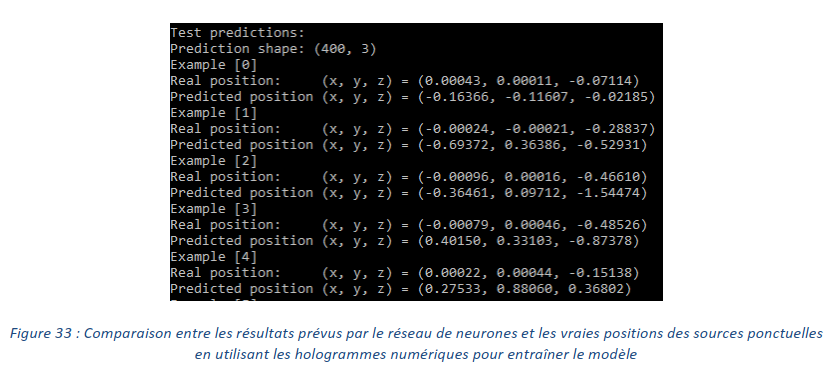 Test predictions:
Prediction shape: (400, 3)
Example [0]
Real position:     (x, y, z) = (0.00043, 0.00011, -0.07114)
Predicted position (x, y, z) = (-0.16366, -0.11607, -0.02185)
Example [1]
Real position:     (x, y, z) = (-0.00024, -0.00021, -0.28837)
Predicted position (x, y, z) = (-0.69372, 0.36386, -0.52931)
Example [2]
Real position:     (x, y, z) = (-0.00096, 0.00016, -0.46610)
Predicted position (x, y, z) = (-0.36461, 0.09712, -1.54474)
Example [3]
Real position:     (x, y, z) = (-0.00079, 0.00046, -0.48526)
Predicted position (x, y, z) = (0.40150, 0.33103, -0.87378)
Example [4]
Real position:     (x, y, z) = (0.00022, 0.00044, -0.15138)
Predicted position (x, y, z) = (0.27533, 0.88060, 0.36802)
Figure 33 : Comparaison entre les résultats prévus par le réseau de neurones et les vraies positions des sources ponctuelles
en utilisant les hologrammes numériques pour entraîner le modèle